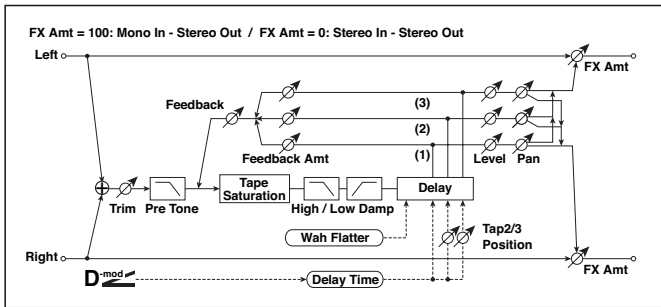 FX Amt = 100: Mono In - Stereo Out / FX Amt = 0: Stereo In - Stereo Out
Left
FX Amt
Feedback
(3)
(2)
Feedback Amt
(1)
Level
Pan
Trim
Pre Tone
Tape
Saturation
High / Low Damp
Delay
Wah Flatter
Tap2/3
Position
Right
FX Amt
D-mod
Delay Time